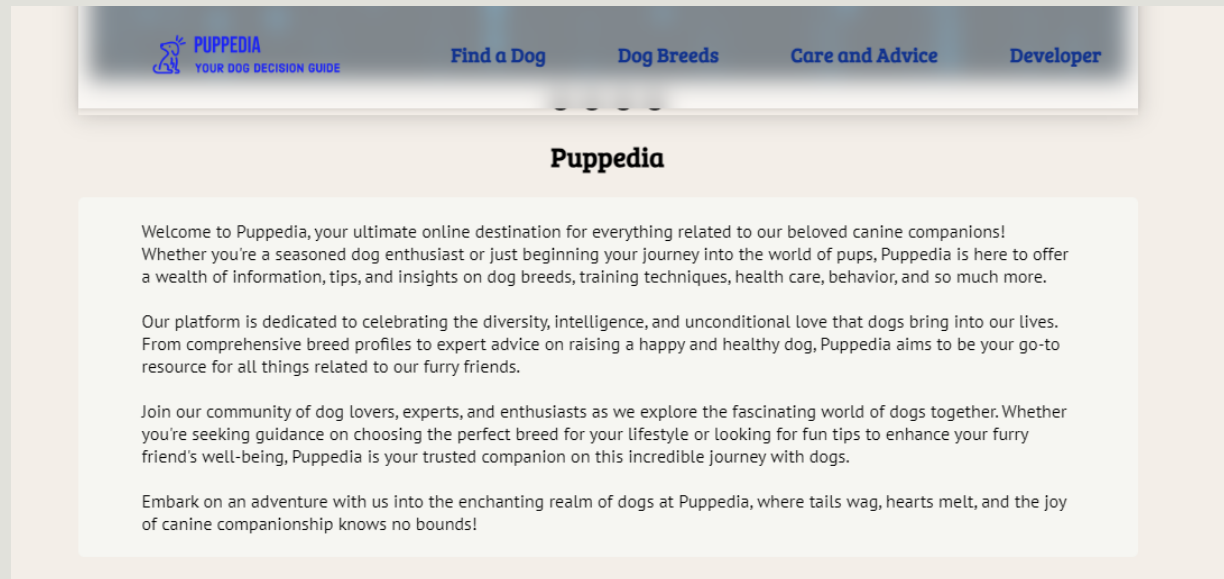 PUPPEDIA
YOUR DOG DECISION GUIDE
Find a Dog
Dog Breeds
Care and Advice
Developer
Puppedia
Welcome to Puppedia, your ultimate online destination for everything related to our beloved canine companions!
Whether you're a seasoned dog enthusiast or just beginning your journey into the world of pups, Puppedia is here to offer
a wealth of information, tips, and insights on dog breeds, training techniques, health care, behavior, and so much more.
Our platform is dedicated to celebrating the diversity, intelligence, and unconditional love that dogs bring into our lives.
From comprehensive breed profiles to expert advice on raising a happy and healthy dog, Puppedia aims to be your go-to
resource for all things related to our furry friends.
Join our community of dog lovers, experts, and enthusiasts as we explore the fascinating world of dogs together. Whether
you're seeking guidance on choosing the perfect breed for your lifestyle or looking for fun tips to enhance your furry
friend's well-being, Puppedia is your trusted companion on this incredible journey with dogs.
Embark on an adventure with us into the enchanting realm of dogs at Puppedia, where tails wag, hearts melt, and the joy
of canine companionship knows no bounds!